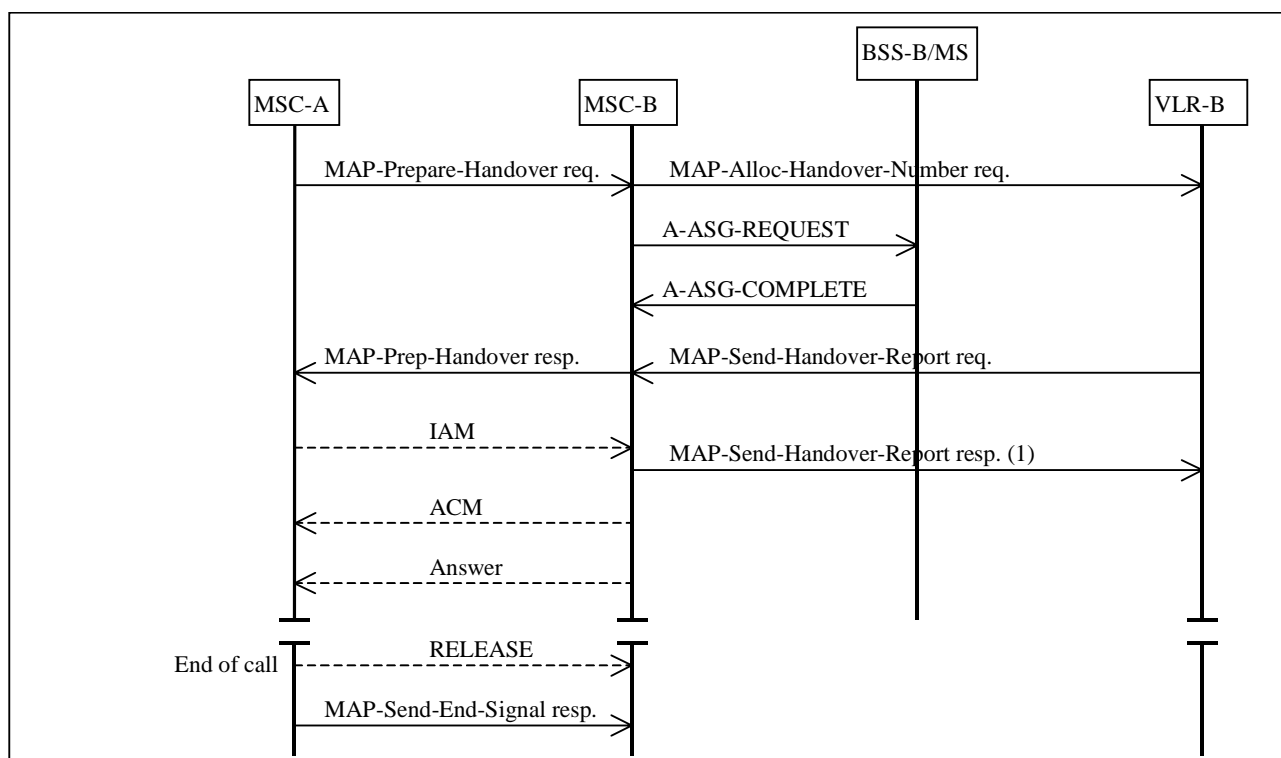 BSS-B/MS
MSC-A
MSC-B
VLR-B
MAP-Prepare-Handover req.
MAP-Alloc-Handover-Number req.
A-ASG-REQUEST
A-ASG-COMPLETE
MAP-Prep-Handover resp.
MAP-Send-Handover-Report req.
IAM
MAP-Send-Handover-Report resp. (1)
ACM
Answer
RELEASE
End of call
MAP-Send-End-Signal resp.